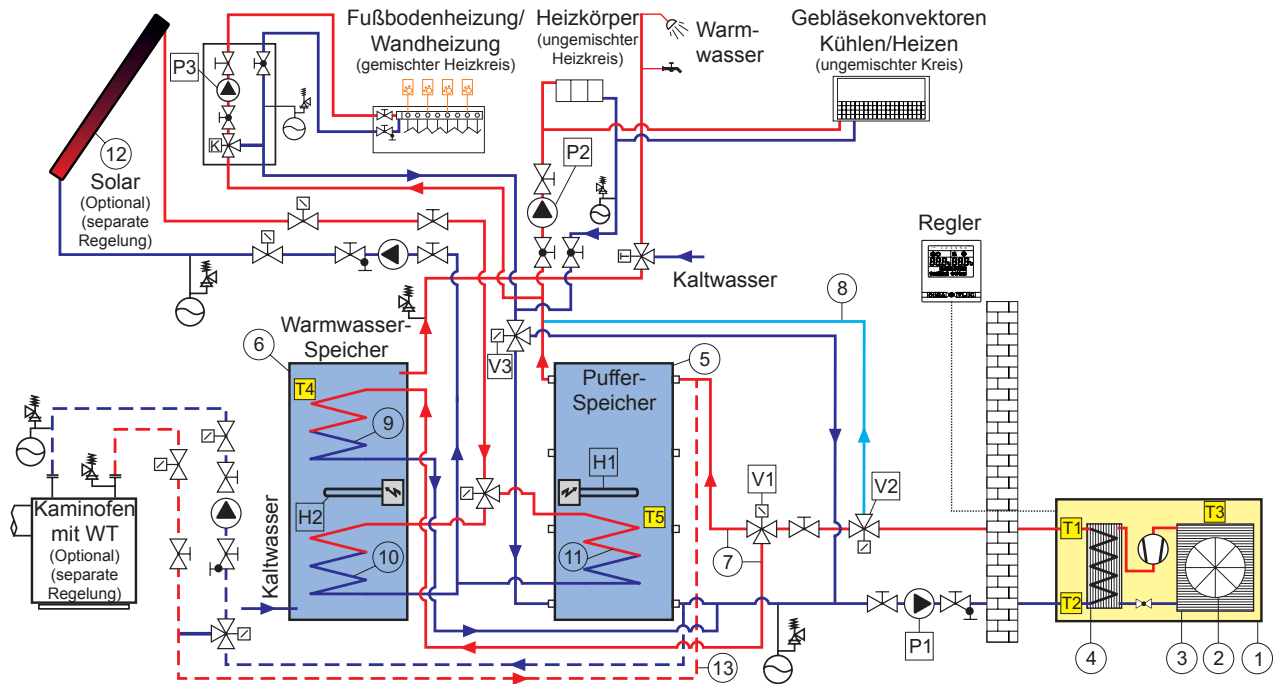 Fußbodenheizung/
Wandheizung
(gemischter Heizkreis)
Heizkörper
(ungemischter
Heizkreis)
Warm-
wasser
Gebläsekonvektoren
Kühlen/Heizen
(ungemischter Kreis)
P3
K
12
Solar
(Optional)
(separate
Regelung)
P2
T
Kaltwasser
Regler
8
6
Warmwasser-
Speicher
V3
5
Puffer-
Speicher
T4
9
H2
H1
T5
10
11
V1
V2
7
T1
T2
T3
Kaminofen
mit WT
(Optional)
(separate
Regelung)
Kaltwasser
P1
13
4
3
2
1